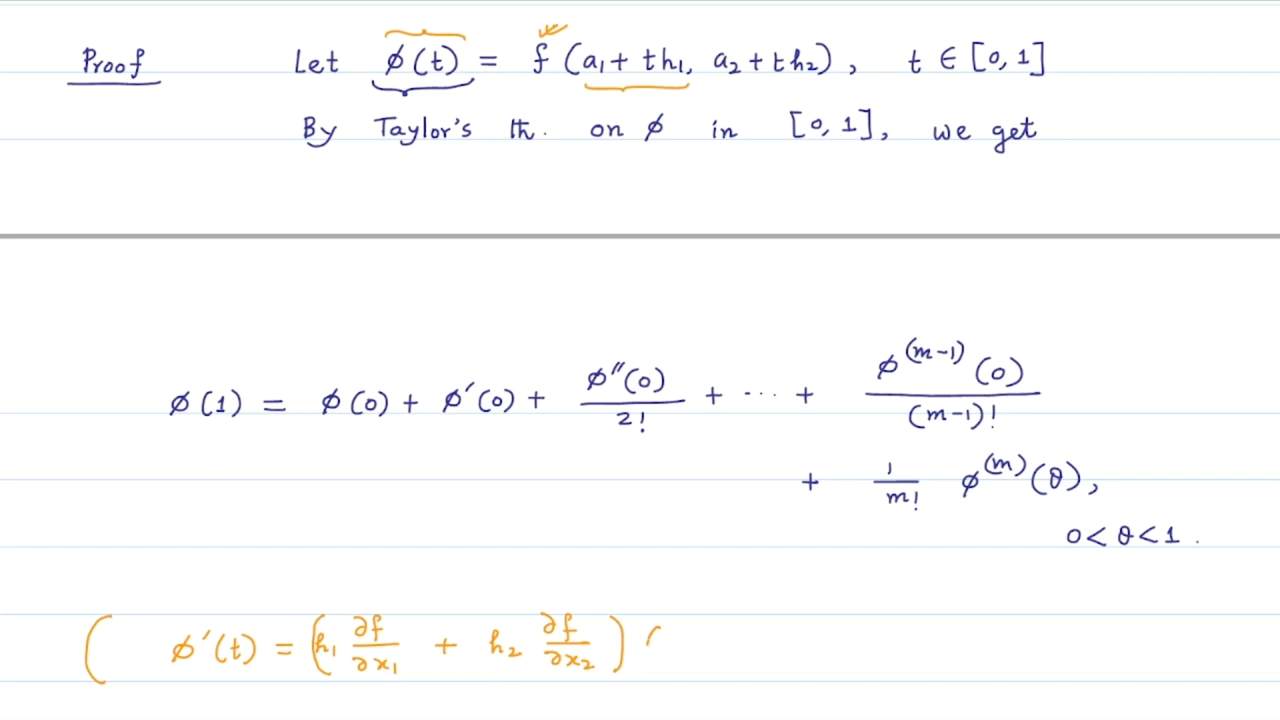 Proof Let ϕ(t) = f (a₁ + th₁, a₂ + th₂), t ∈ [0, 1]
By Taylor's th. on ϕ in [0, 1], we get
ϕ(1) = ϕ(0) + ϕ′(0) + ϕ″(0)/2! + ··· + ϕ^(m-1)(0)/(m-1)!
+ 1/m! ϕ^(m)(θ),
0 < θ < 1.
( ϕ′(t) = (h₁ ∂f/∂x₁ + h₂ ∂f/∂x₂) (